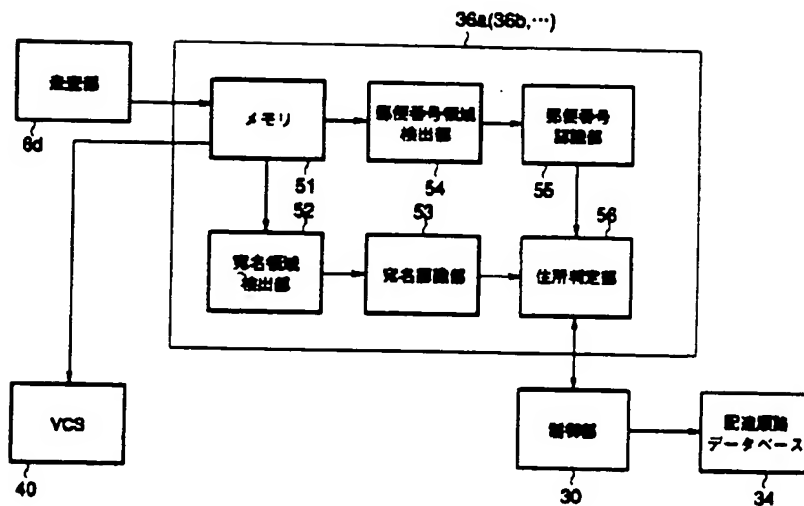 36a(36b,…)
走査部
6d
メモリ
51
郵便番号領域
検出部
54
郵便番号
認識部
55
52
宛名領域
検出部
53
宛名認識部
56
住所判定部
VCS
40
制御部
30
配達順路
データベース
34